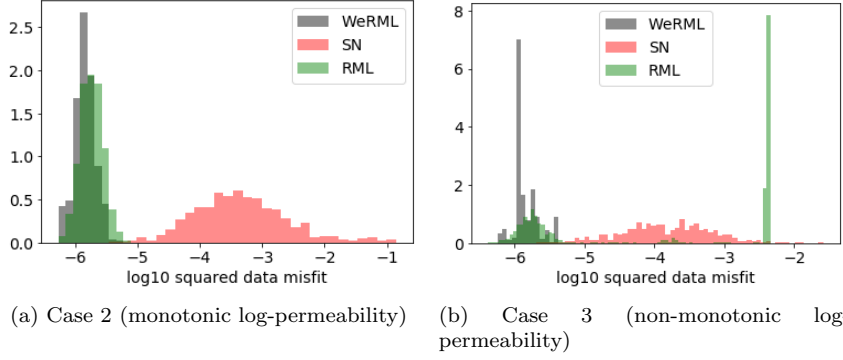 2.5
2.0
1.5
1.0
0.5
0.0
WeRML
SN
RML
−6 −5 −4 −3 −2 −1
log10 squared data misfit
(a) Case 2 (monotonic log-permeability)
8
6
4
2
0
WeRML
SN
RML
−6 −5 −4 −3 −2
log10 squared data misfit
(b) Case 3 (non-monotonic log
permeability)